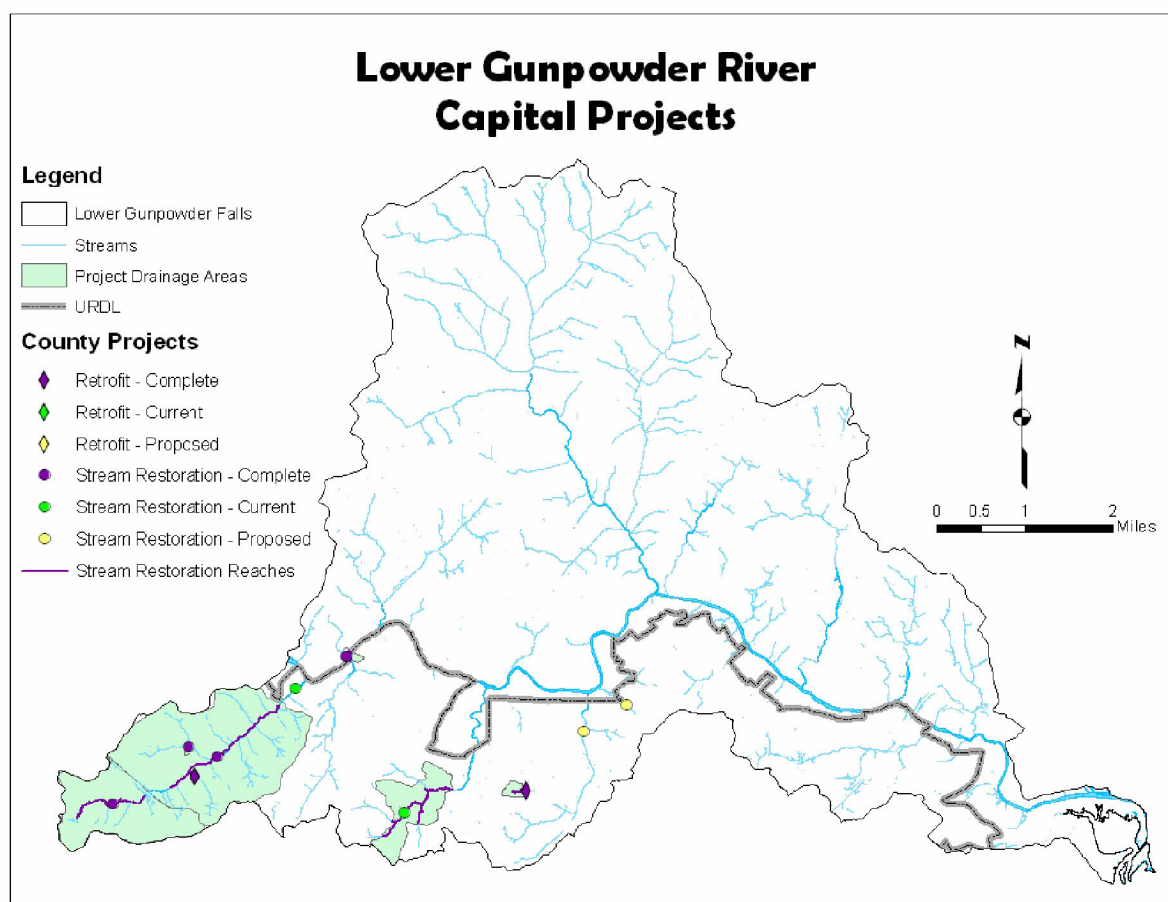 Lower Gunpowder River
Capital Projects
Legend
Lower Gunpowder Falls
Streams
Project Drainage Areas
URDL
County Projects
Retrofit - Complete
Retrofit - Current
Retrofit - Proposed
Stream Restoration - Complete
Stream Restoration - Current
Stream Restoration - Proposed
Stream Restoration Reaches
N
0 0.5 1 2
Miles